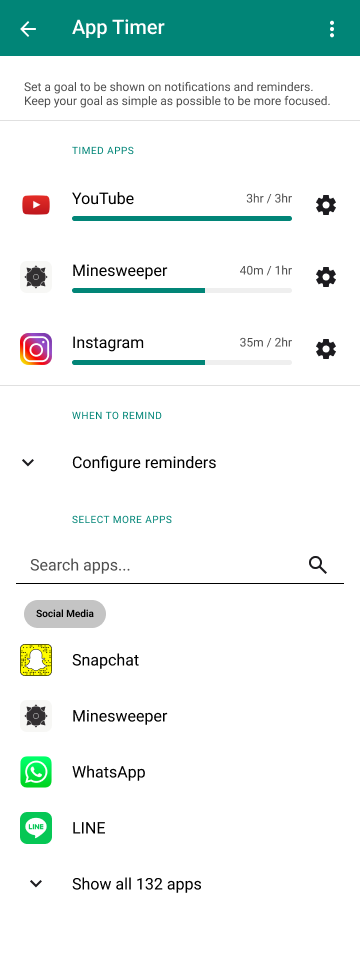 App Timer
Set a goal to be shown on notifications and reminders.
Keep your goal as simple as possible to be more focused.
TIMED APPS
YouTube 3hr / 3hr
Minesweeper 40m / 1hr
Instagram 35m / 2hr
WHEN TO REMIND
Configure reminders
SELECT MORE APPS
Search apps...
Social Media
Snapchat
Minesweeper
WhatsApp
LINE LINE
Show all 132 apps